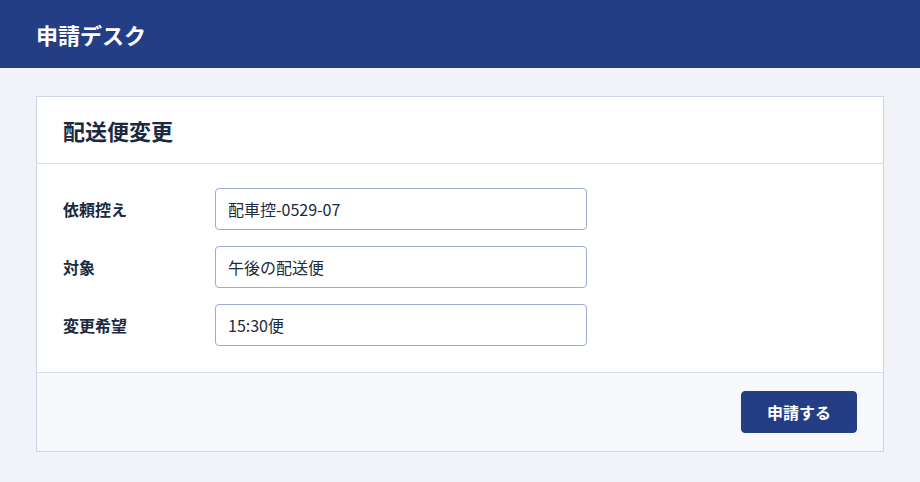 申請デスク
配送便変更
依頼控え 配車控-0529-07
対象 午後の配送便
変更希望 15:30便
申請する